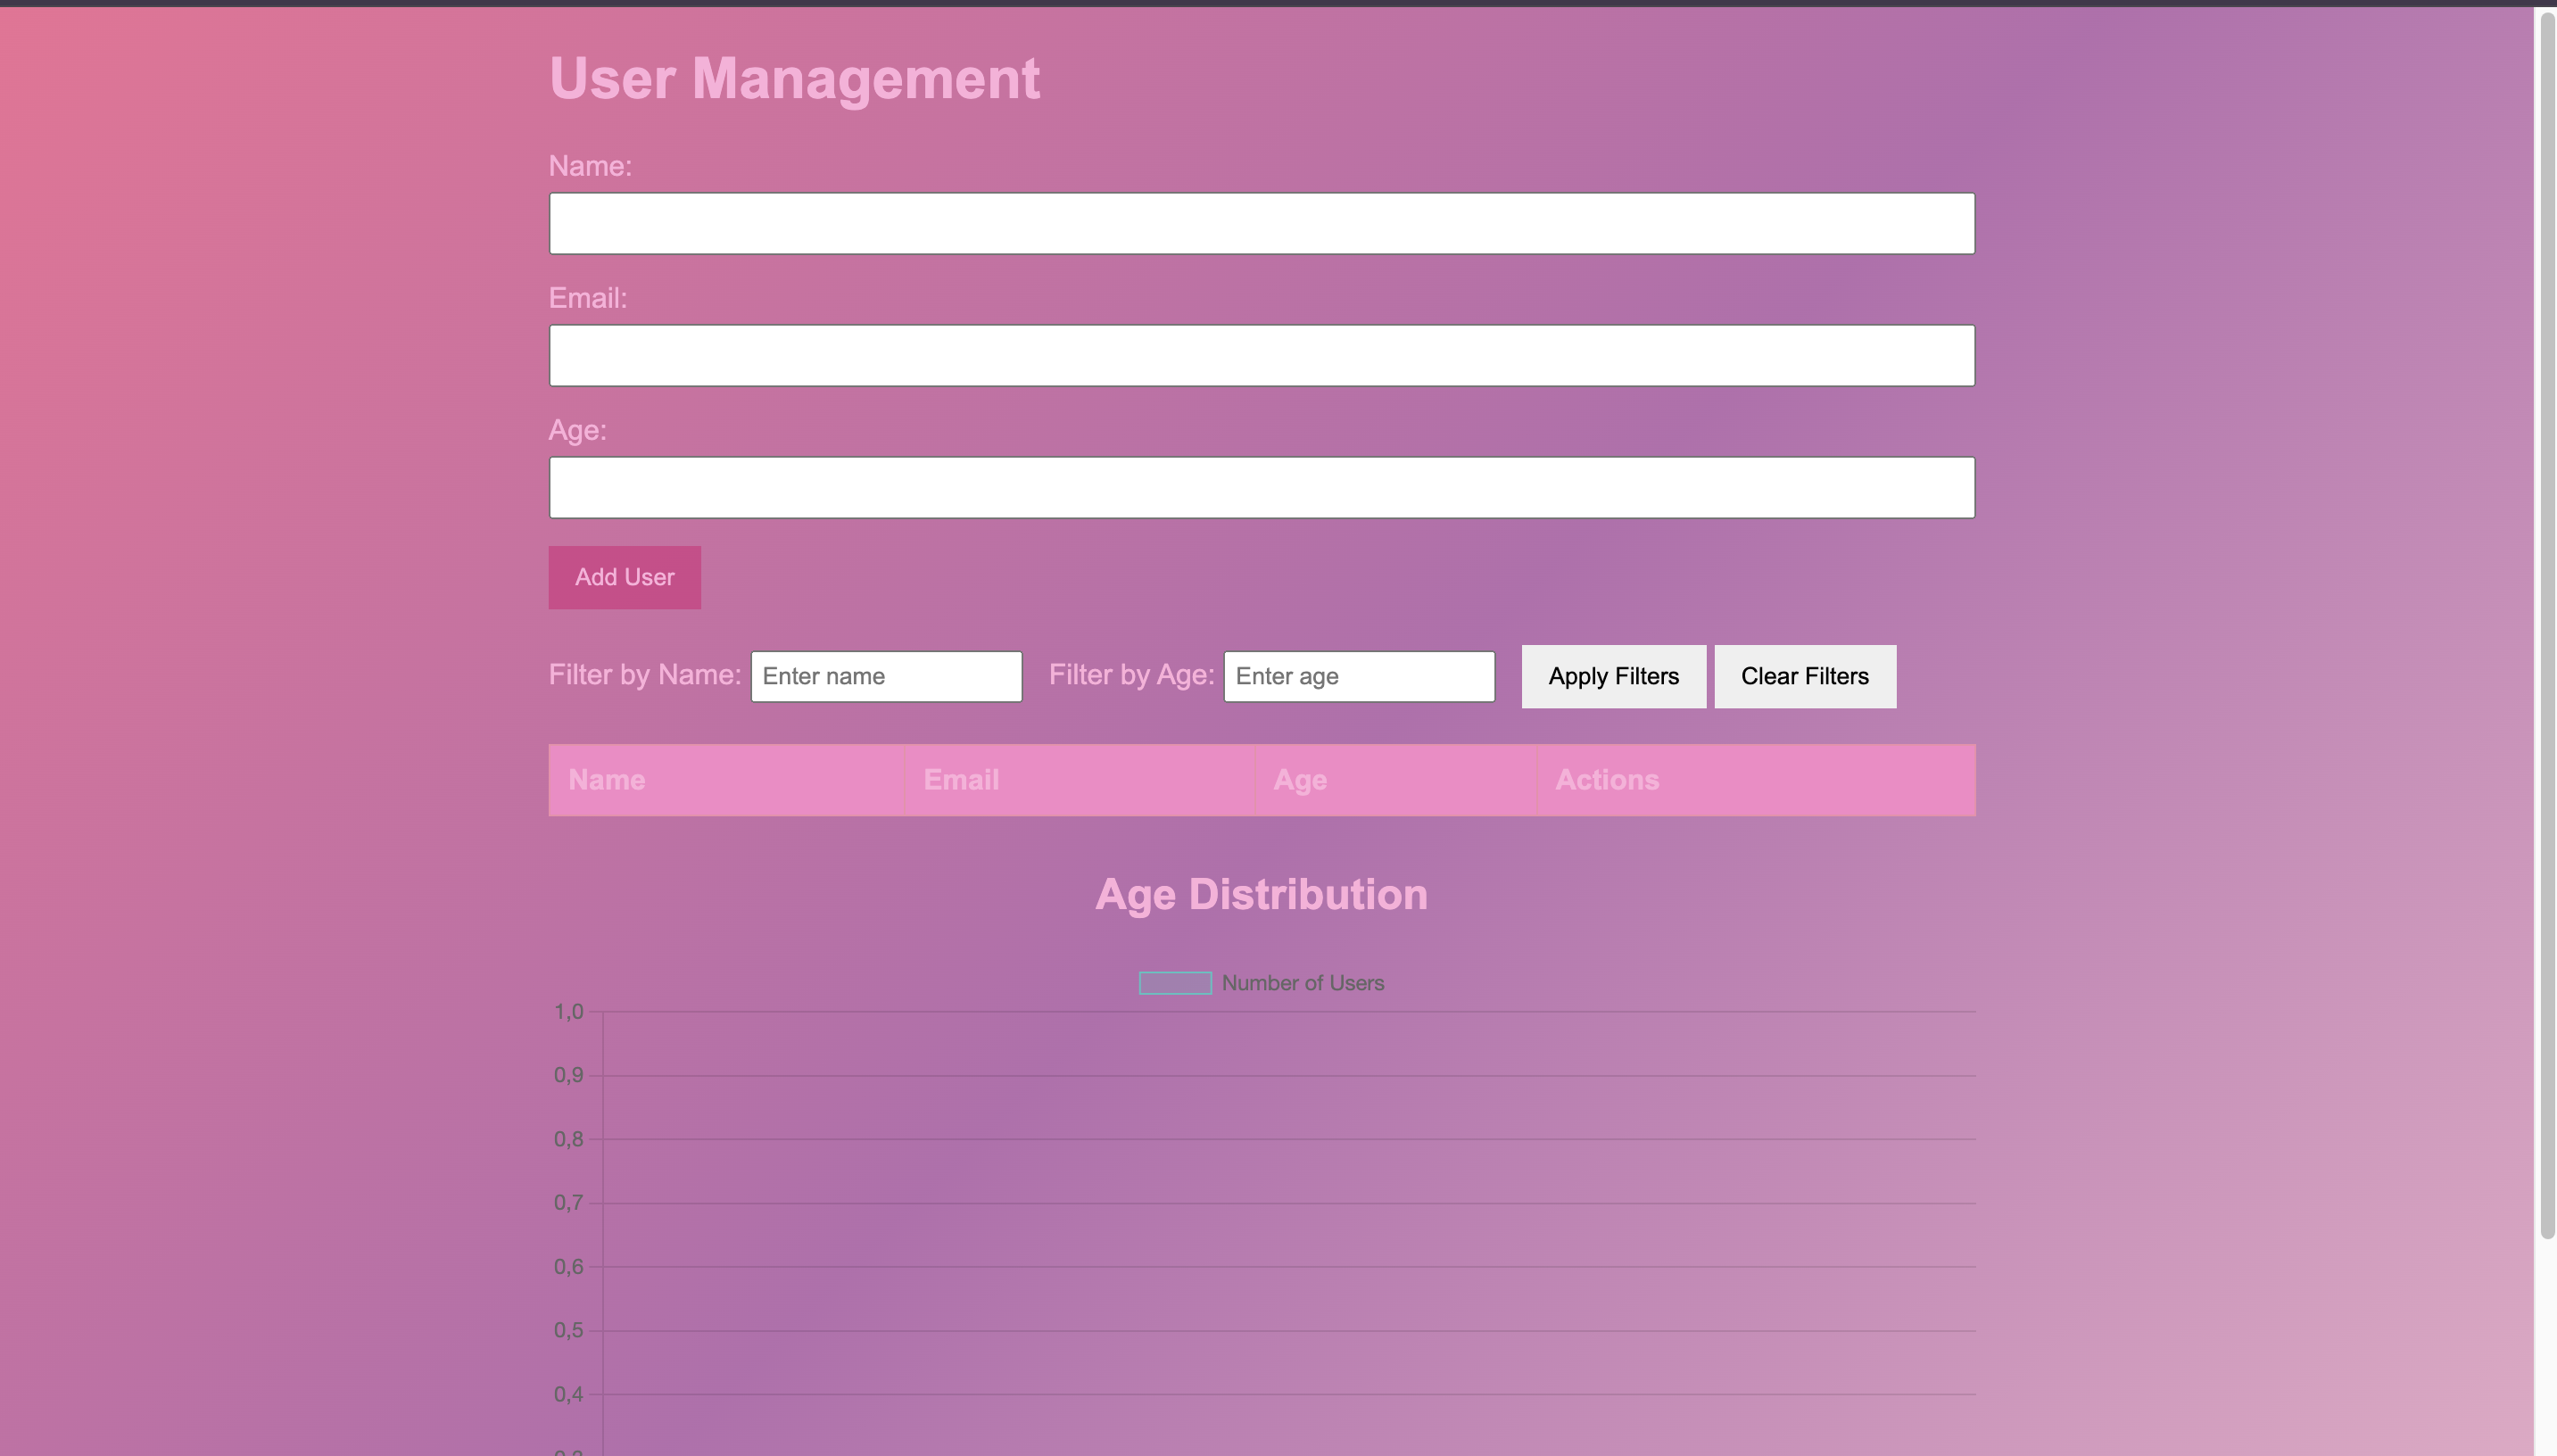 User Management
Name:
Email:
Age:
Add User
Filter by Name: Enter name Filter by Age: Enter age Apply Filters Clear Filters
Name Email Age Actions
Age Distribution
Number of Users
1,0
0,9
0,8
0,7
0,6
0,5
0,4